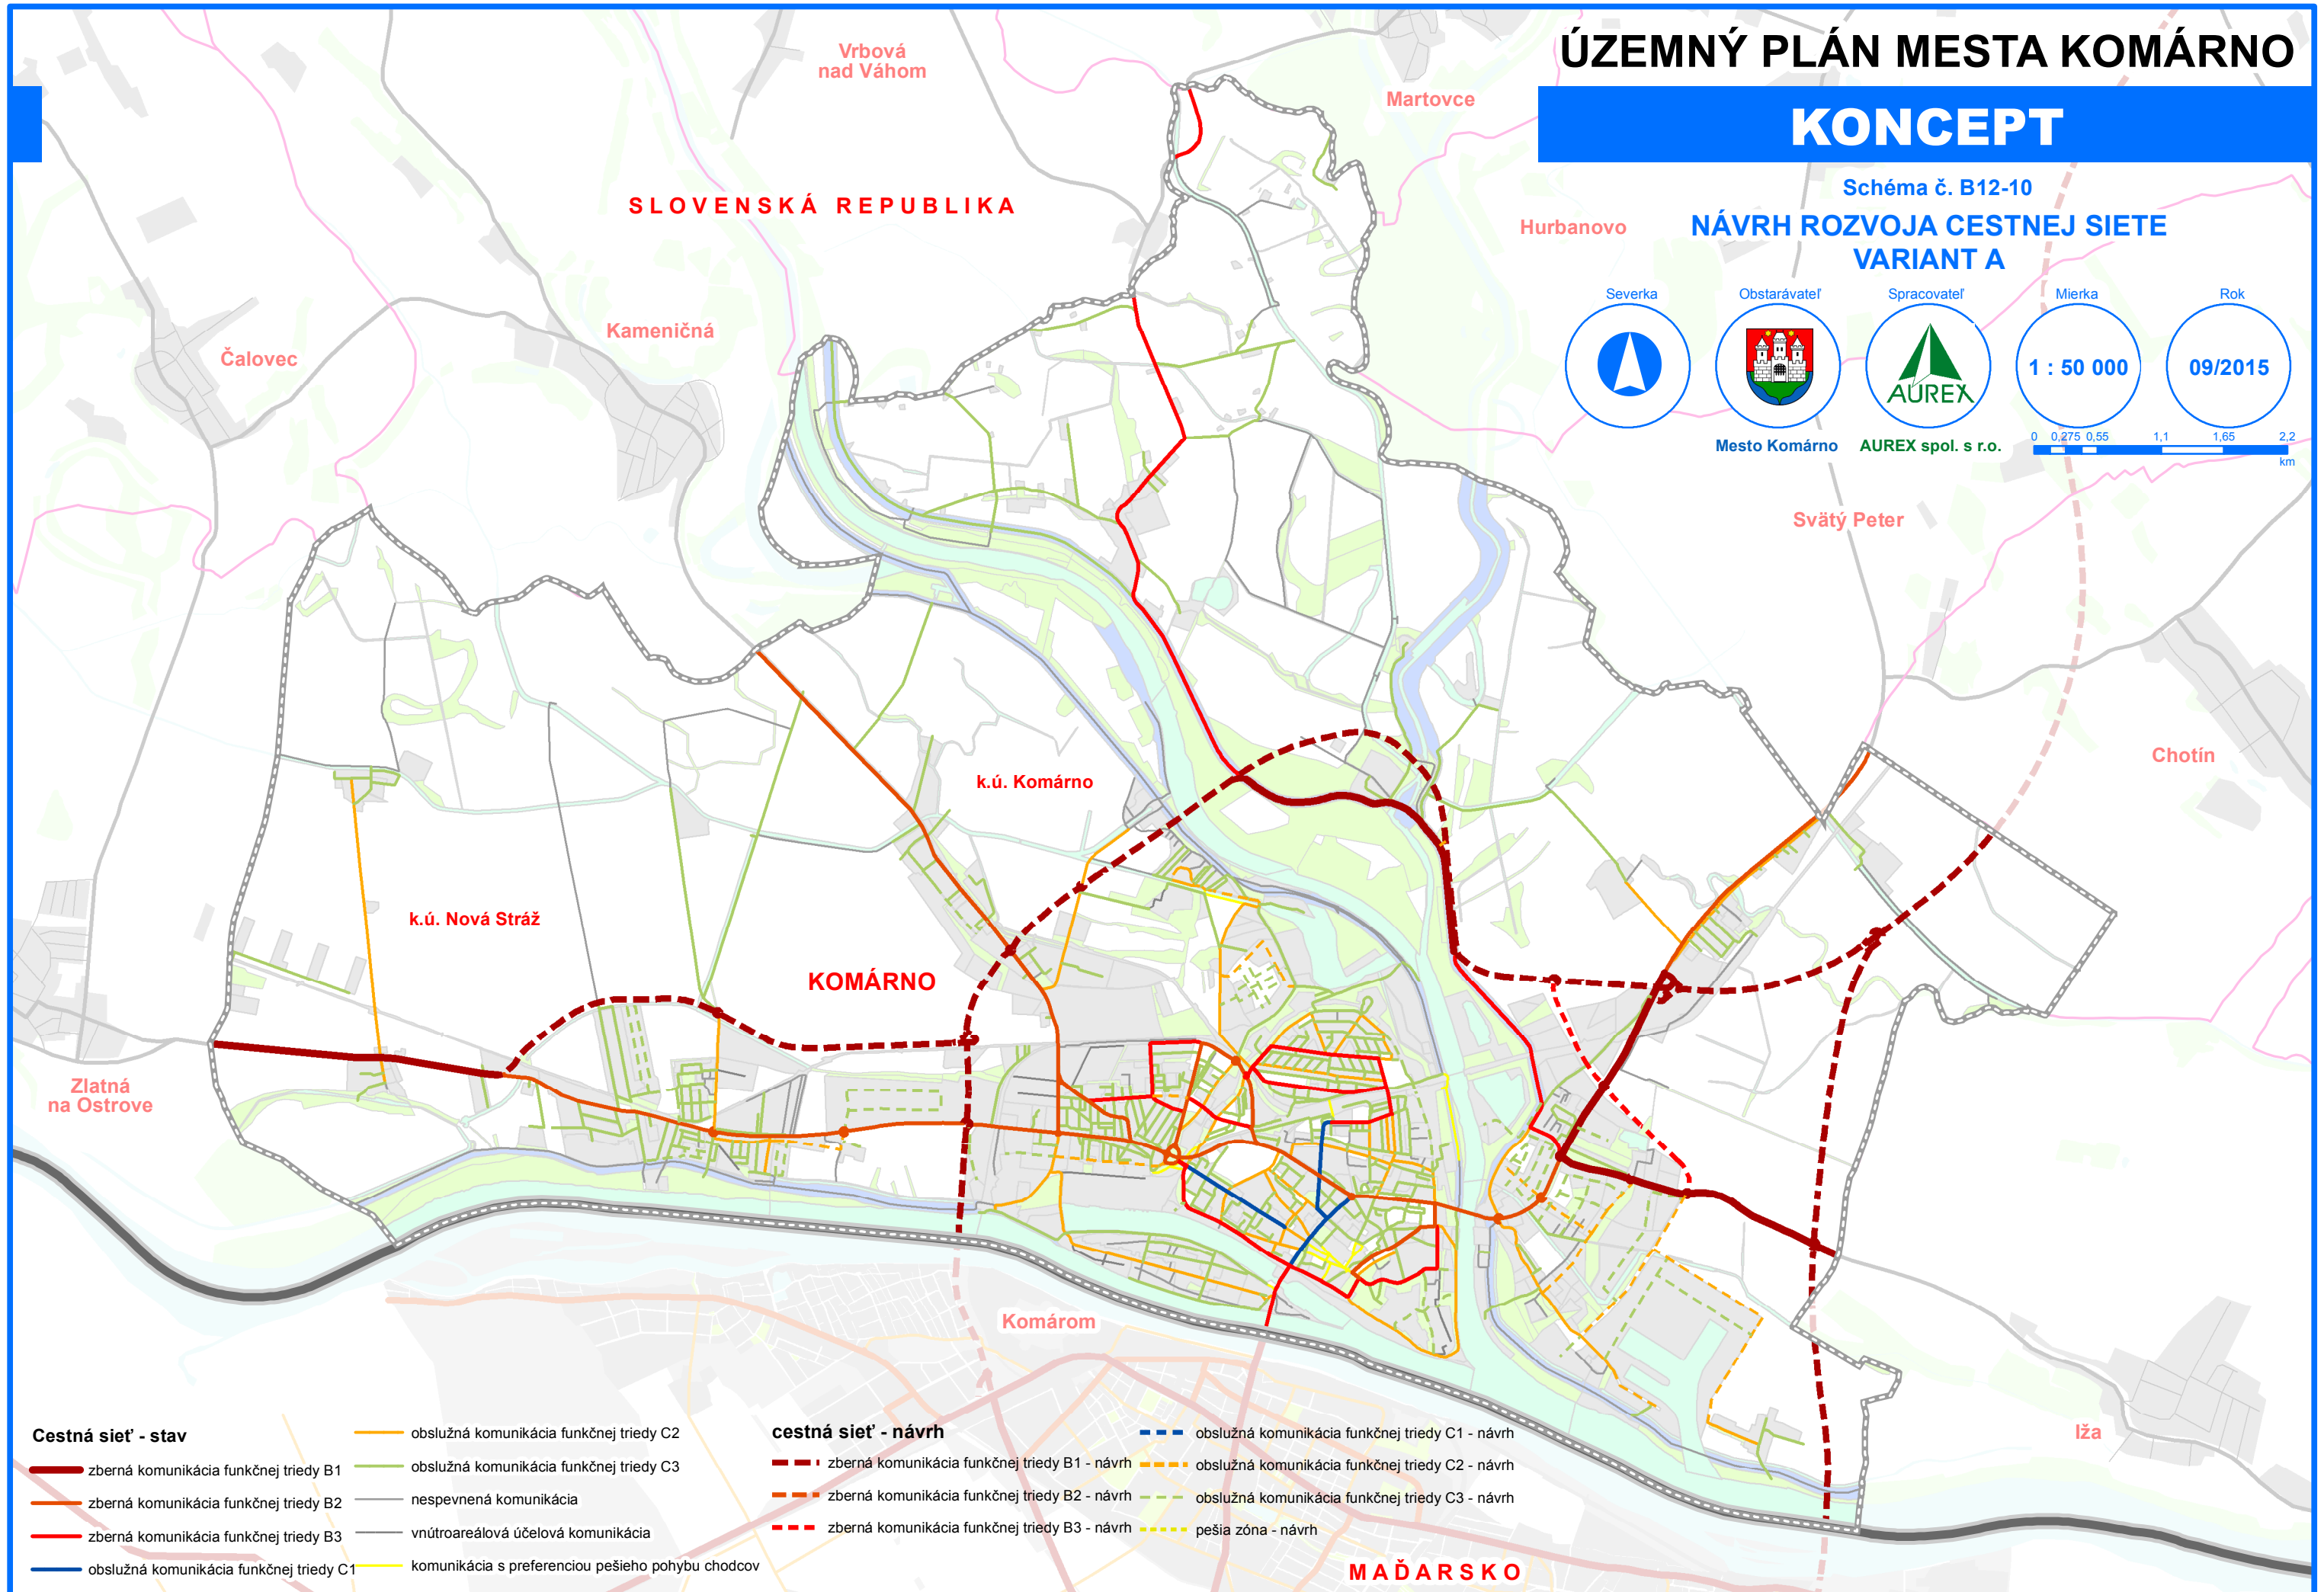 ÚZEMNÝ PLÁN MESTA KOMÁRNO
KONCEPT
Schéma č. B12-10
NÁVRH ROZVOJA CESTNEJ SIETE
VARIANT A
Severka
Obstarávateľ
Spracovateľ
Mierka
Rok
AUREX
1 : 50 000
09/2015
Mesto Komárno
AUREX spol. s r.o.
0 0,275 0,55 1,1 1,65 2,2
km
Vrbová
nad Váhom
Martovce
SLOVENSKÁ REPUBLIKA
Hurbanovo
Kameničná
Čalovec
Svätý Peter
Chotín
k.ú. Komárno
k.ú. Nová Stráž
KOMÁRNO
Zlatná
na Ostrove
Komárom
Iža
MAĎARSKO
Cestná sieť - stav
zberná komunikácia funkčnej triedy B1
zberná komunikácia funkčnej triedy B2
zberná komunikácia funkčnej triedy B3
obslužná komunikácia funkčnej triedy C1
obslužná komunikácia funkčnej triedy C2
obslužná komunikácia funkčnej triedy C3
nespevnená komunikácia
vnútroareálová účelová komunikácia
komunikácia s preferenciou pešieho pohybu chodcov
cestná sieť - návrh
zberná komunikácia funkčnej triedy B1 - návrh
zberná komunikácia funkčnej triedy B2 - návrh
zberná komunikácia funkčnej triedy B3 - návrh
obslužná komunikácia funkčnej triedy C1 - návrh
obslužná komunikácia funkčnej triedy C2 - návrh
obslužná komunikácia funkčnej triedy C3 - návrh
pešia zóna - návrh